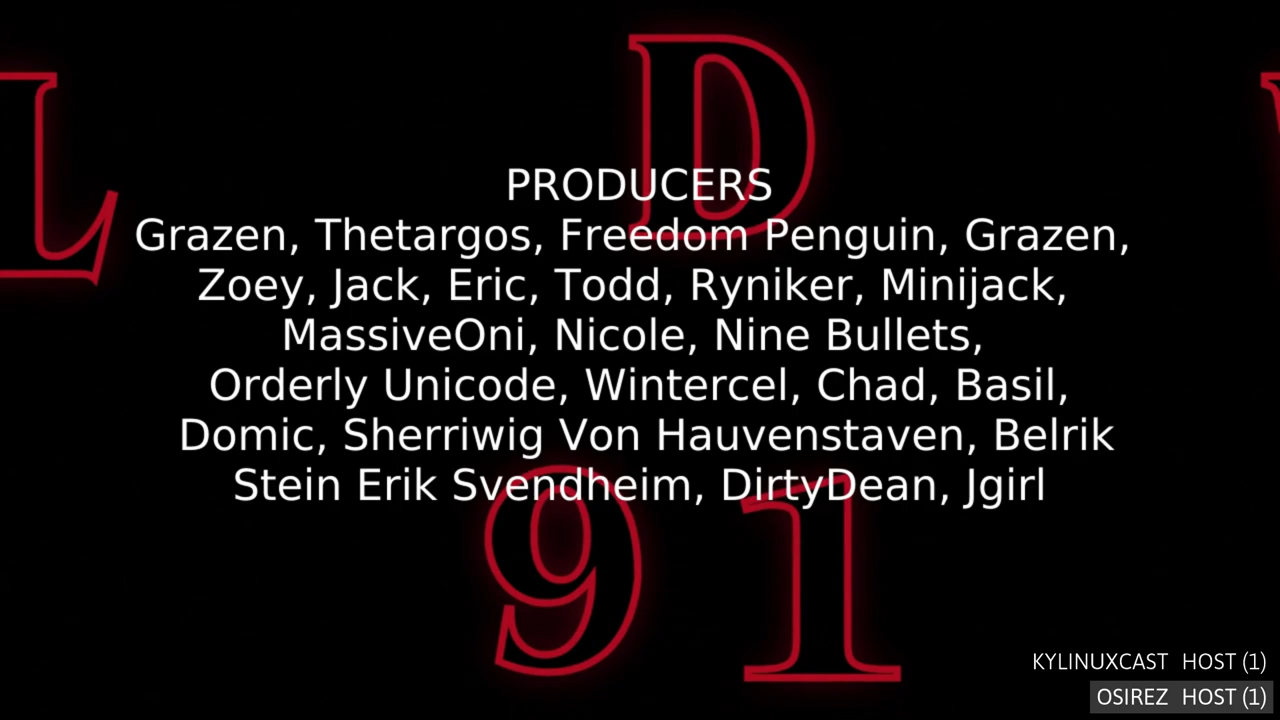 L D
PRODUCERS
Grazen, Thetargos, Freedom Penguin, Grazen,
Zoey, Jack, Eric, Todd, Ryniker, Minijack,
MassiveOni, Nicole, Nine Bullets,
Orderly Unicode, Wintercel, Chad, Basil,
Domic, Sherriwig Von Hauvenstaven, Belrik
Stein Erik Svendheim, DirtyDean, Jgirl
91
KYLINUXCAST HOST (1)
OSIREZ HOST (1)